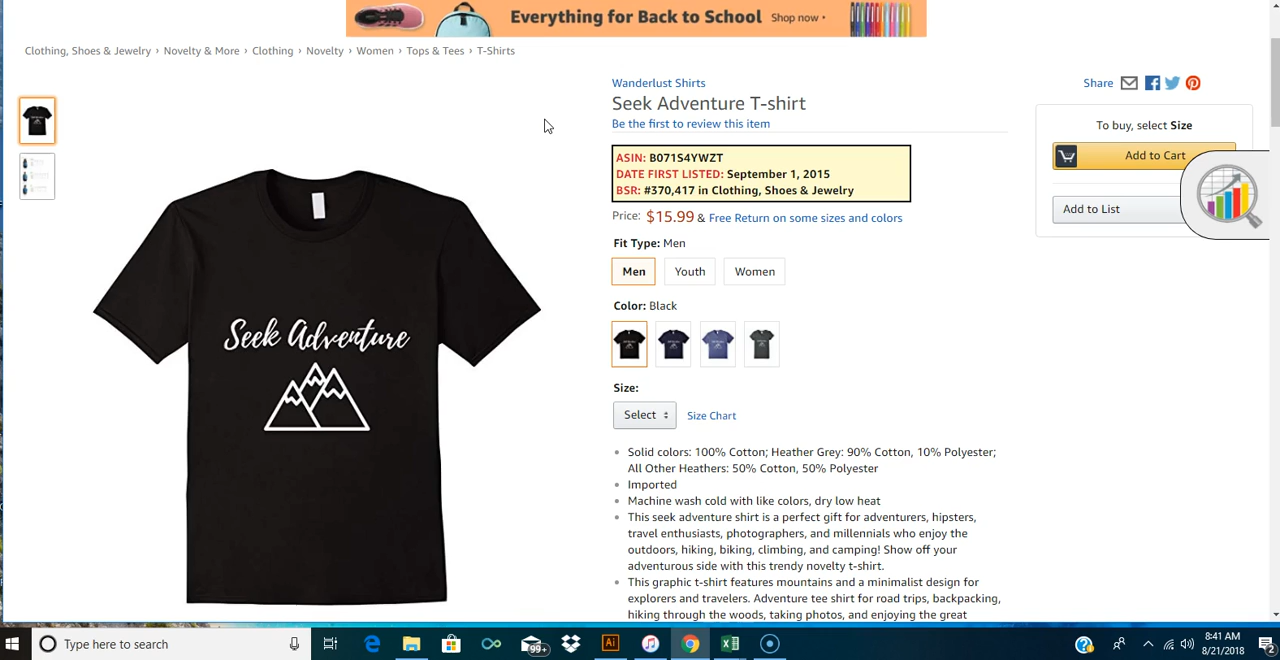 Everything for Back to School Shop now ›
Clothing, Shoes & Jewelry › Novelty & More › Clothing › Novelty › Women › Tops & Tees › T-Shirts
Wanderlust Shirts
Seek Adventure T-shirt
Be the first to review this item
ASIN: B071S4YWZT
DATE FIRST LISTED: September 1, 2015
BSR: #370,417 in Clothing, Shoes & Jewelry
Price: $15.99 & Free Return on some sizes and colors
Fit Type: Men
Men Youth Women
Color: Black
Size:
Select Size Chart
• Solid colors: 100% Cotton; Heather Grey: 90% Cotton, 10% Polyester;
All Other Heathers: 50% Cotton, 50% Polyester
• Imported
• Machine wash cold with like colors, dry low heat
• This seek adventure shirt is a perfect gift for adventurers, hipsters,
travel enthusiasts, photographers, and millennials who enjoy the
outdoors, hiking, biking, climbing, and camping! Show off your
adventurous side with this trendy novelty t-shirt.
• This graphic t-shirt features mountains and a minimalist design for
explorers and travelers. Adventure tee shirt for road trips, backpacking,
hiking through the woods, taking photos, and enjoying the great
Share
To buy, select Size
Add to Cart
Add to List
Seek Adventure
Type here to search
99+
Ai
8:41 AM
8/21/2018
2